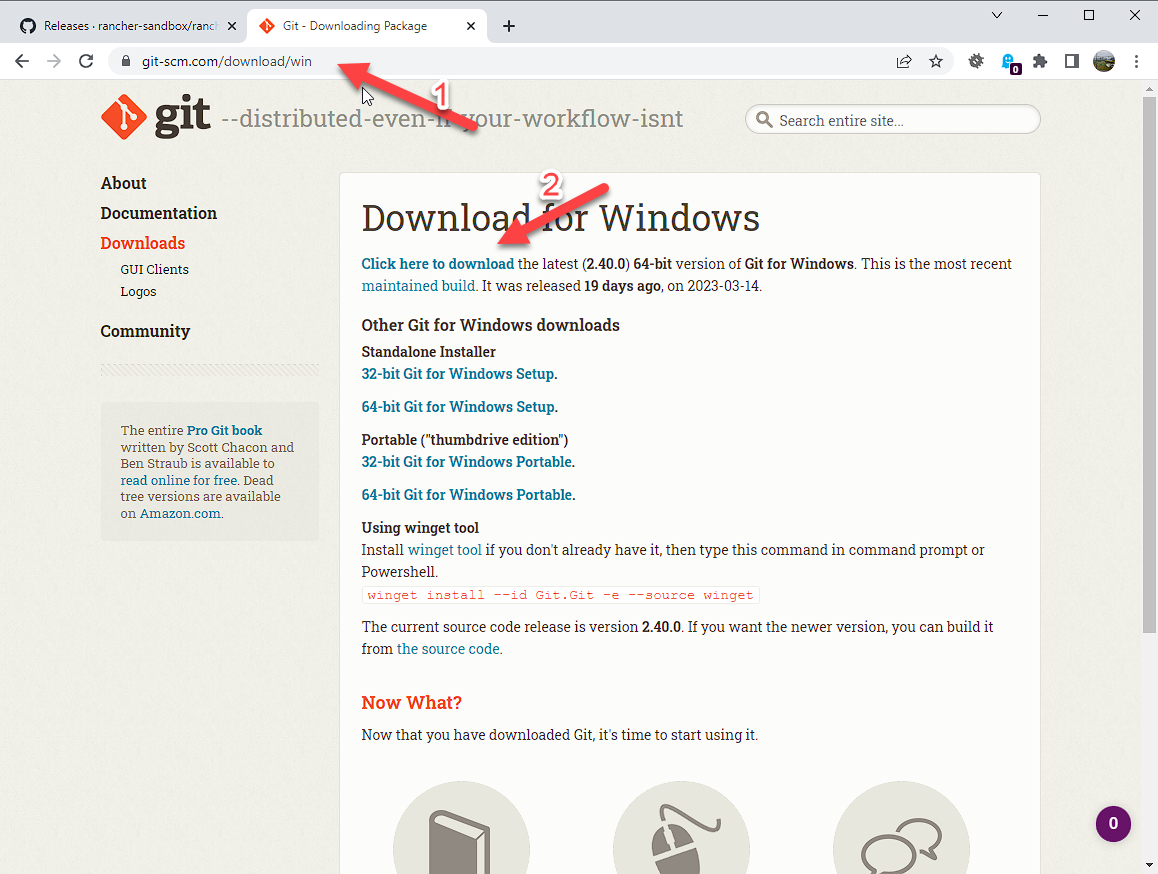 Releases · rancher-sandbox/ranch
Git - Downloading Package
git-scm.com/download/win
1
0
git --distributed-even-if-your-workflow-isnt
Search entire site...
About
Documentation
Downloads
GUI Clients
Logos
Community
The entire Pro Git book
written by Scott Chacon and
Ben Straub is available to
read online for free. Dead
tree versions are available
on Amazon.com.
2
Download for Windows
Click here to download the latest (2.40.0) 64-bit version of Git for Windows. This is the most recent
maintained build. It was released 19 days ago, on 2023-03-14.
Other Git for Windows downloads
Standalone Installer
32-bit Git for Windows Setup.
64-bit Git for Windows Setup.
Portable ("thumbdrive edition")
32-bit Git for Windows Portable.
64-bit Git for Windows Portable.
Using winget tool
Install winget tool if you don't already have it, then type this command in command prompt or
Powershell.
winget install --id Git.Git -e --source winget
The current source code release is version 2.40.0. If you want the newer version, you can build it
from the source code.
Now What?
Now that you have downloaded Git, it's time to start using it.
0